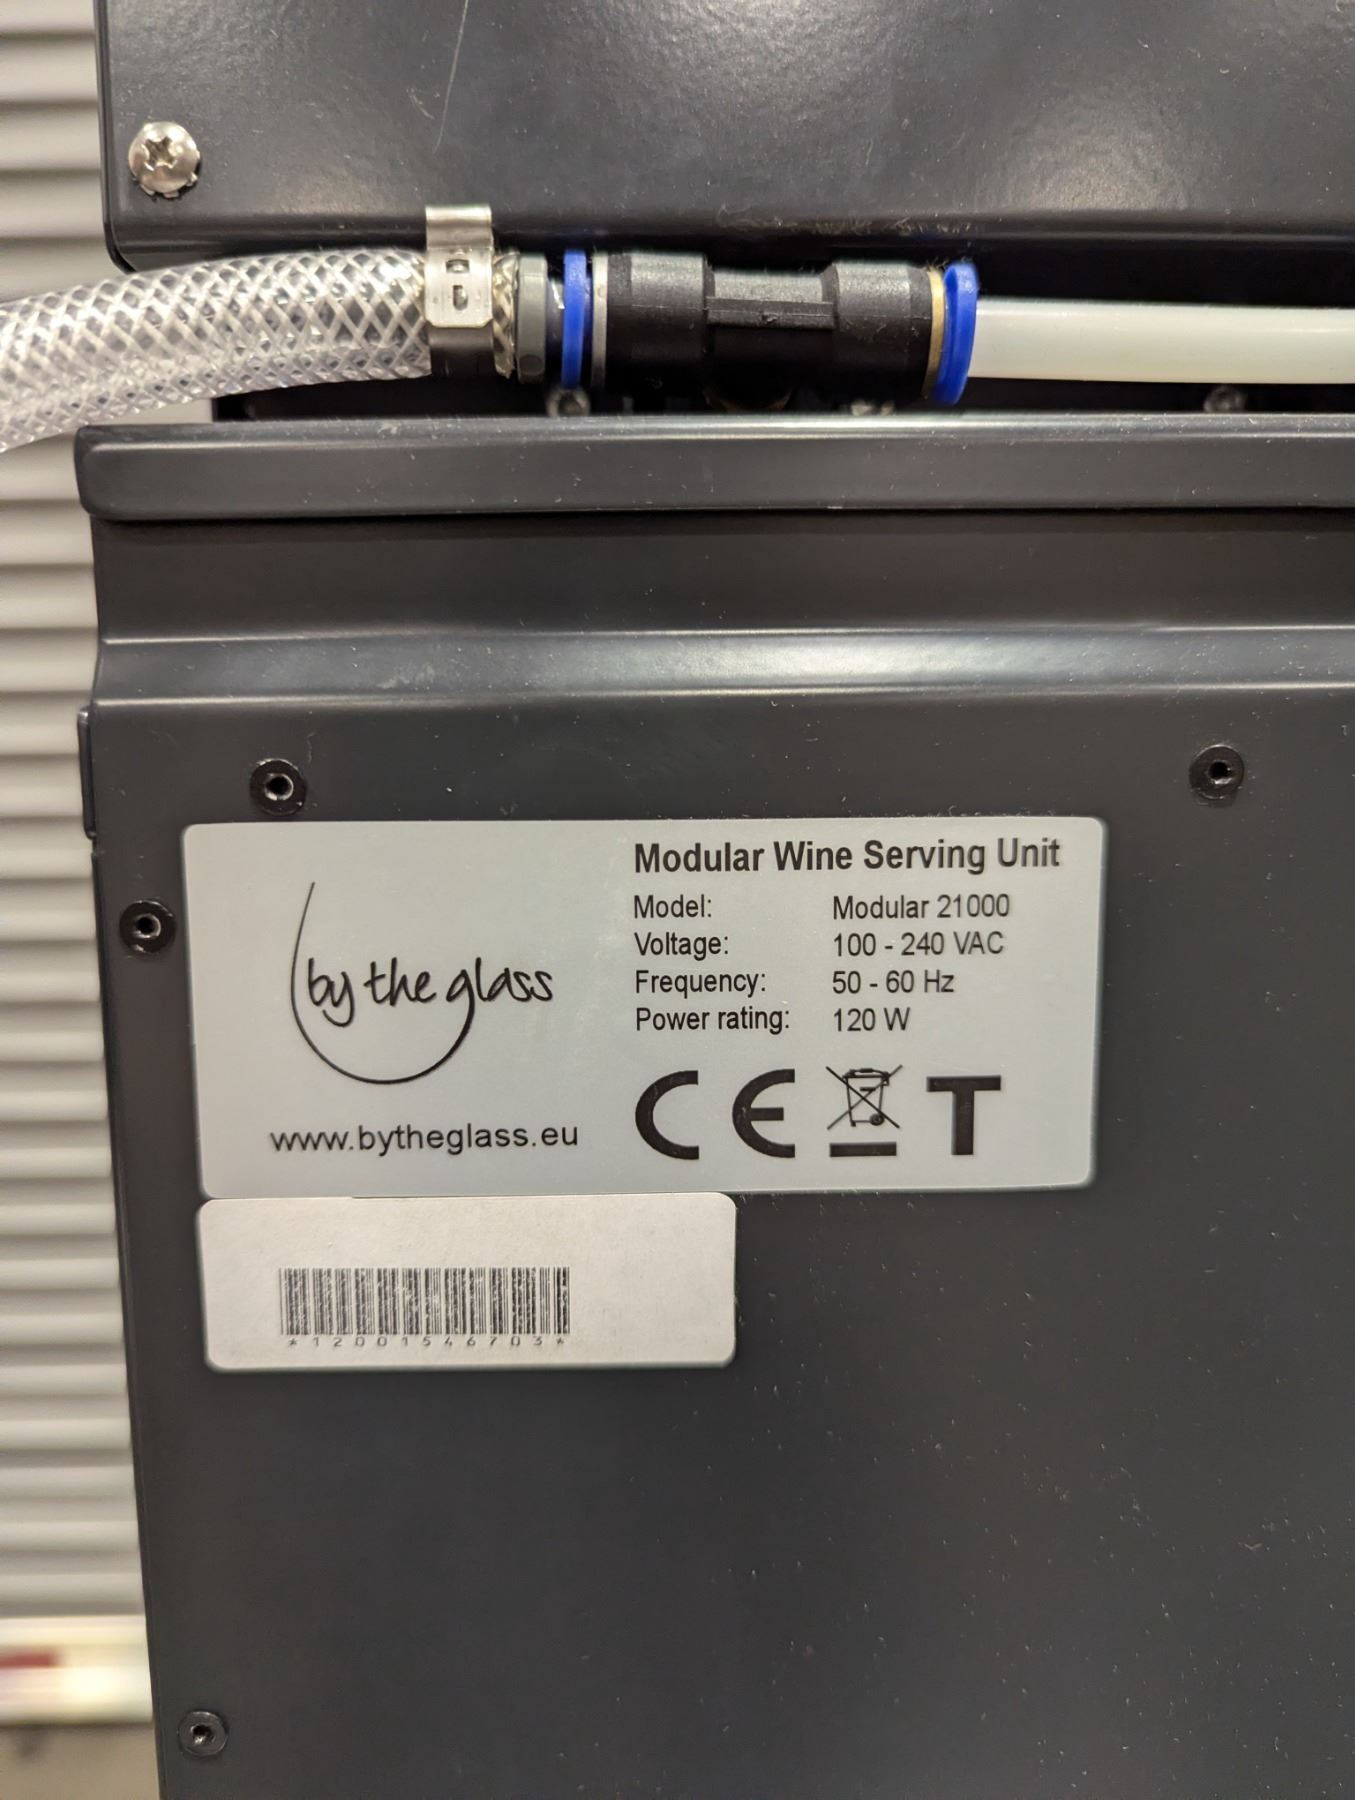 Modular Wine Serving Unit
Model: Modular 21000
Voltage: 100 - 240 VAC
Frequency: 50 - 60 Hz
Power rating: 120 W
by the glass
www.bytheglass.eu
CE T
*12001546703*